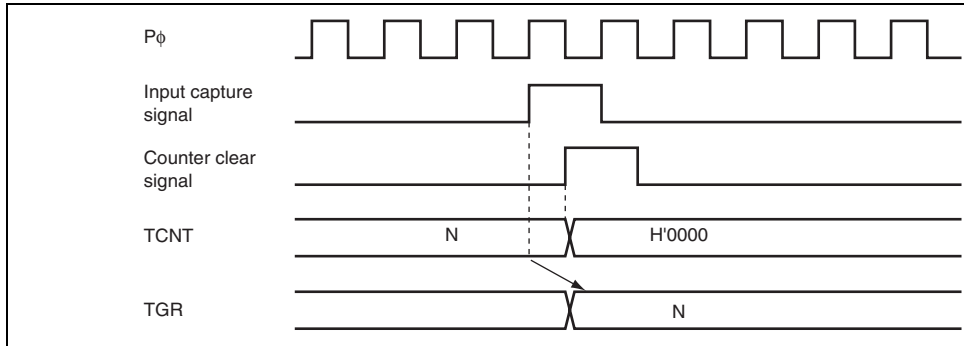 Pϕ
Input capture
signal
Counter clear
signal
TCNT
N
H'0000
TGR
N